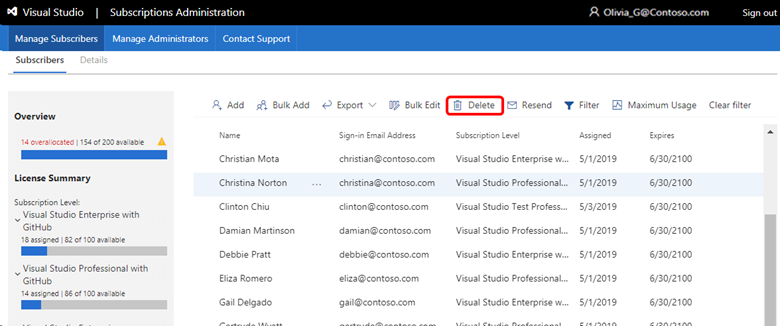 Visual Studio | Subscriptions Administration Olivia_G@Contoso.com Sign out
Manage Subscribers Manage Administrators Contact Support
Subscribers Details
Add Bulk Add Export Bulk Edit Delete Resend Filter Maximum Usage Clear filter
Overview
14 overallocated | 154 of 200 available
License Summary
Subscription Level:
Visual Studio Enterprise with
GitHub
18 assigned | 82 of 100 available
Visual Studio Professional with
GitHub
14 assigned | 86 of 100 available
Name Sign-in Email Address Subscription Level Assigned Expires
Christian Mota christian@contoso.com Visual Studio Enterprise w... 5/1/2019 6/30/2100
Christina Norton ... christina@contoso.com Visual Studio Professional... 5/1/2019 6/30/2100
Clinton Chiu clinton@contoso.com Visual Studio Test Profess... 5/3/2019 6/30/2100
Damian Martinson damian@contoso.com Visual Studio Professional... 5/1/2019 6/30/2100
Debbie Pratt debbie@contoso.com Visual Studio Enterprise w... 5/1/2019 6/30/2100
Eliza Romero eliza@contoso.com Visual Studio Professional... 5/1/2019 6/30/2100
Gail Delgado gail@contoso.com Visual Studio Enterprise w... 5/1/2019 6/30/2100